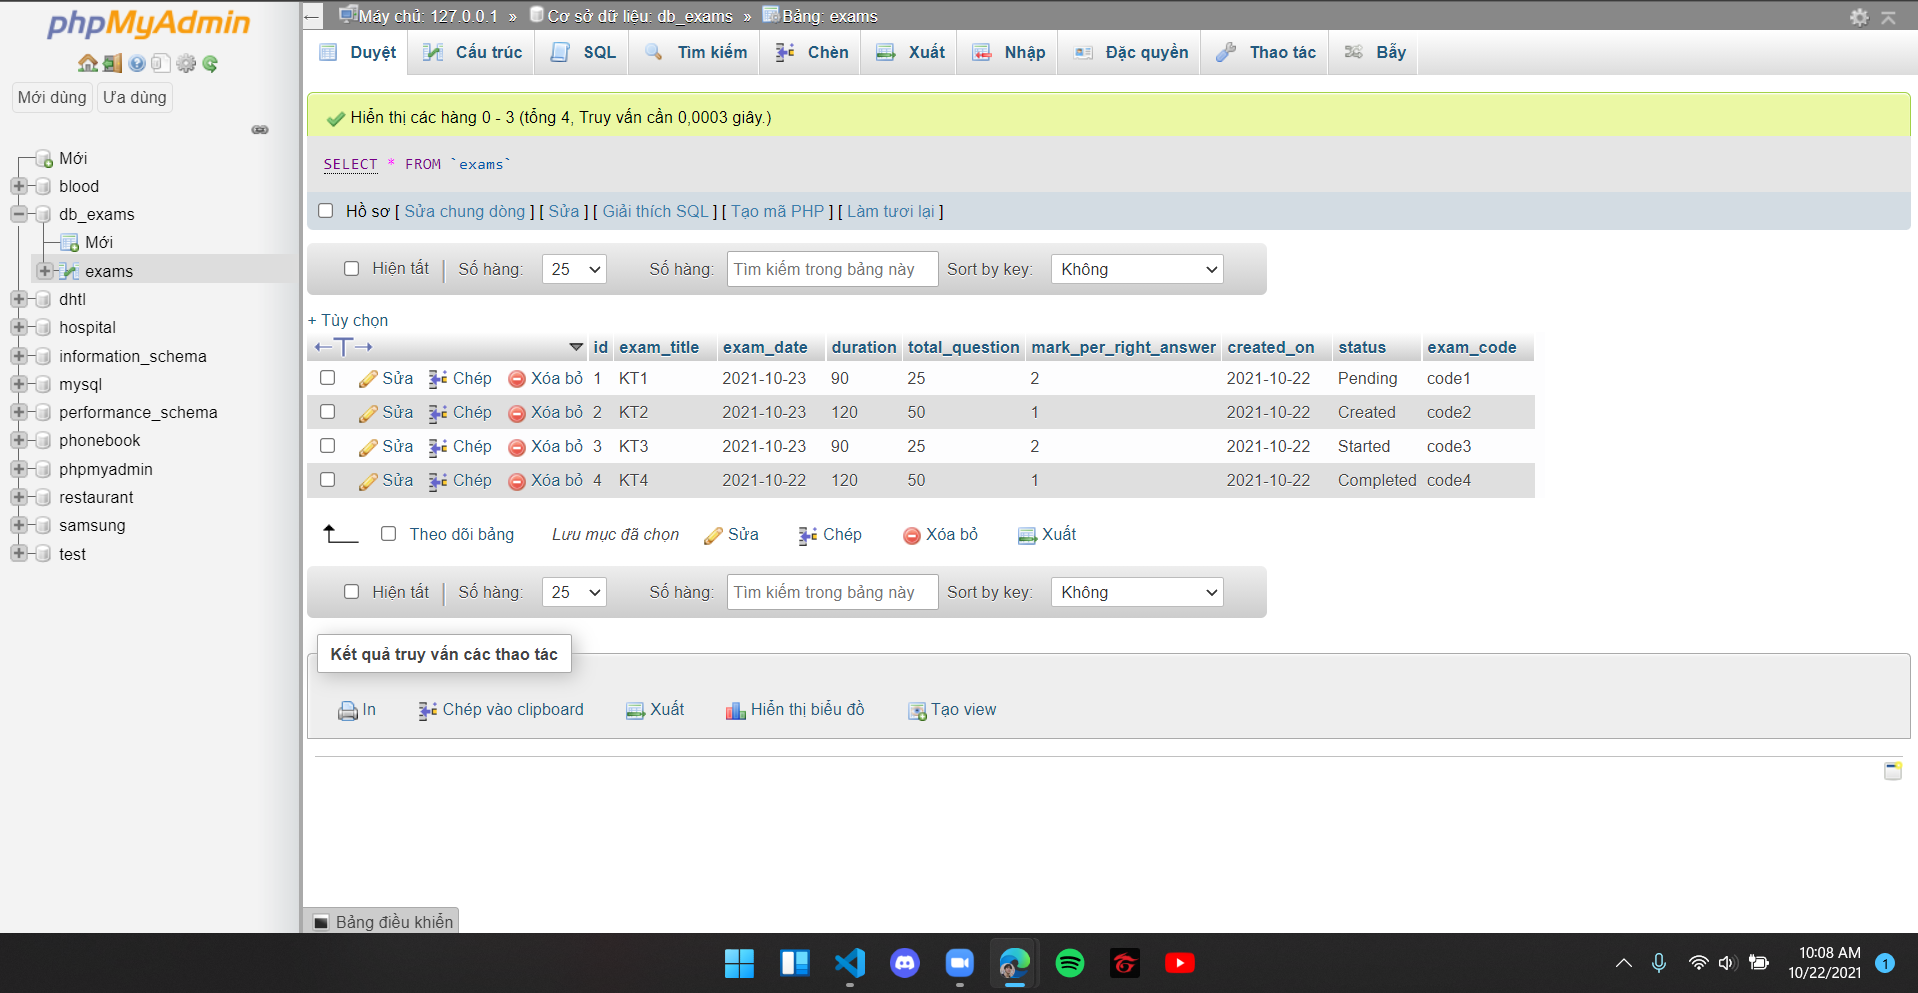 phpMyAdmin
Mới dùng Ưa dùng
Mới
blood
db_exams
Mới
exams
dhtl
hospital
information_schema
mysql
performance_schema
phonebook
phpmyadmin
restaurant
samsung
test
Máy chủ: 127.0.0.1 » Cơ sở dữ liệu: db_exams » Bảng: exams
Duyệt Cấu trúc SQL Tìm kiếm Chèn Xuất Nhập Đặc quyền Thao tác Bẫy
Hiển thị các hàng 0 - 3 (tổng 4, Truy vấn cần 0,0003 giây.)
SELECT * FROM `exams`
Hồ sơ [ Sửa chung dòng ] [ Sửa ] [ Giải thích SQL ] [ Tạo mã PHP ] [ Làm tươi lại ]
Hiện tất | Số hàng: 25 Số hàng: Tìm kiếm trong bảng này Sort by key: Không
+ Tùy chọn
←T→ id exam_title exam_date duration total_question mark_per_right_answer created_on status exam_code
Sửa Chép Xóa bỏ 1 KT1 2021-10-23 90 25 2 2021-10-22 Pending code1
Sửa Chép Xóa bỏ 2 KT2 2021-10-23 120 50 1 2021-10-22 Created code2
Sửa Chép Xóa bỏ 3 KT3 2021-10-23 90 25 2 2021-10-22 Started code3
Sửa Chép Xóa bỏ 4 KT4 2021-10-22 120 50 1 2021-10-22 Completed code4
Theo dõi bảng Lưu mục đã chọn Sửa Chép Xóa bỏ Xuất
Hiện tất | Số hàng: 25 Số hàng: Tìm kiếm trong bảng này Sort by key: Không
Kết quả truy vấn các thao tác
In Chép vào clipboard Xuất Hiển thị biểu đồ Tạo view
Bảng điều khiển
10:08 AM
10/22/2021
1